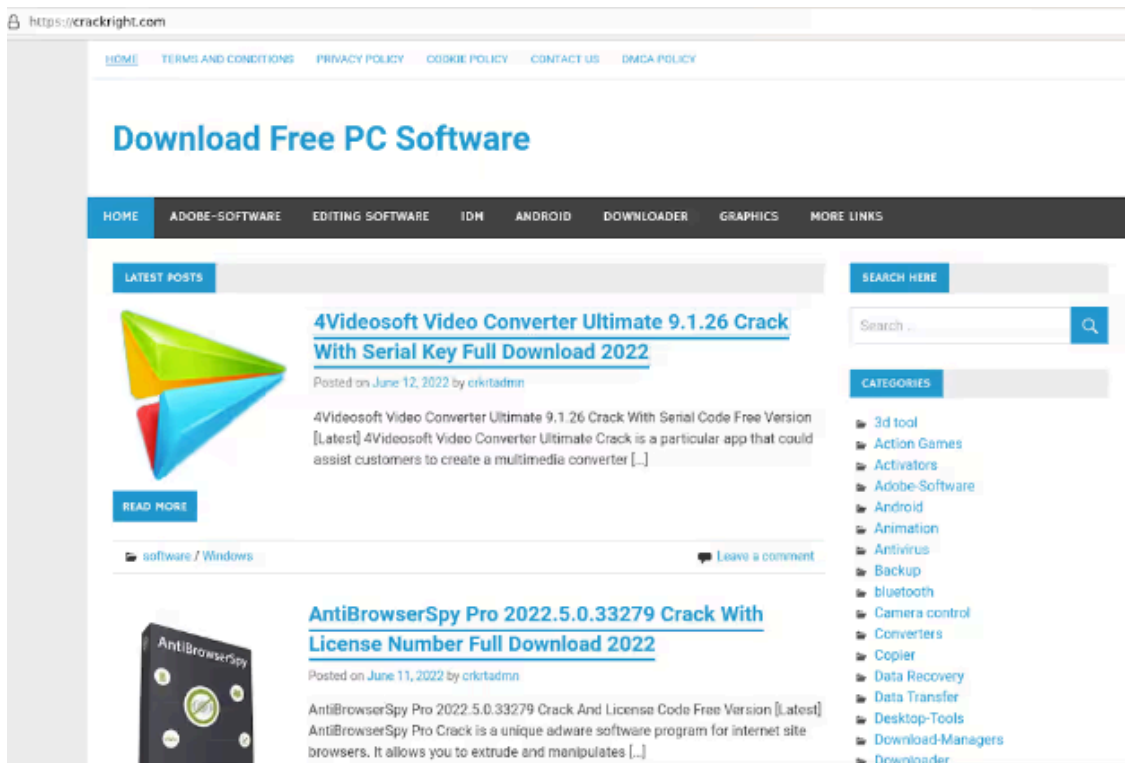 https://crackright.com
HOME TERMS AND CONDITIONS PRIVACY POLICY COOKIE POLICY CONTACT US DMCA POLICY
Download Free PC Software
HOME ADOBE-SOFTWARE EDITING SOFTWARE IDM ANDROID DOWNLOADER GRAPHICS MORE LINKS
LATEST POSTS
4Videosoft Video Converter Ultimate 9.1.26 Crack
With Serial Key Full Download 2022
Posted on June 12, 2022 by crkrtadmn
4Videosoft Video Converter Ultimate 9.1.26 Crack With Serial Code Free Version
[Latest] 4Videosoft Video Converter Ultimate Crack is a particular app that could
assist customers to create a multimedia converter [...]
READ MORE
software / Windows
Leave a comment
AntiBrowserSpy
AntiBrowserSpy Pro 2022.5.0.33279 Crack With
License Number Full Download 2022
Posted on June 11, 2022 by crkrtadmn
AntiBrowserSpy Pro 2022.5.0.33279 Crack And License Code Free Version [Latest]
AntiBrowserSpy Pro Crack is a unique adware software program for internet site
browsers. It allows you to extrude and manipulates [...]
SEARCH HERE
Search ...
CATEGORIES
3d tool
Action Games
Activators
Adobe-Software
Android
Animation
Antivirus
Backup
bluetooth
Camera control
Converters
Copier
Data Recovery
Data Transfer
Desktop-Tools
Download-Managers
Downloader